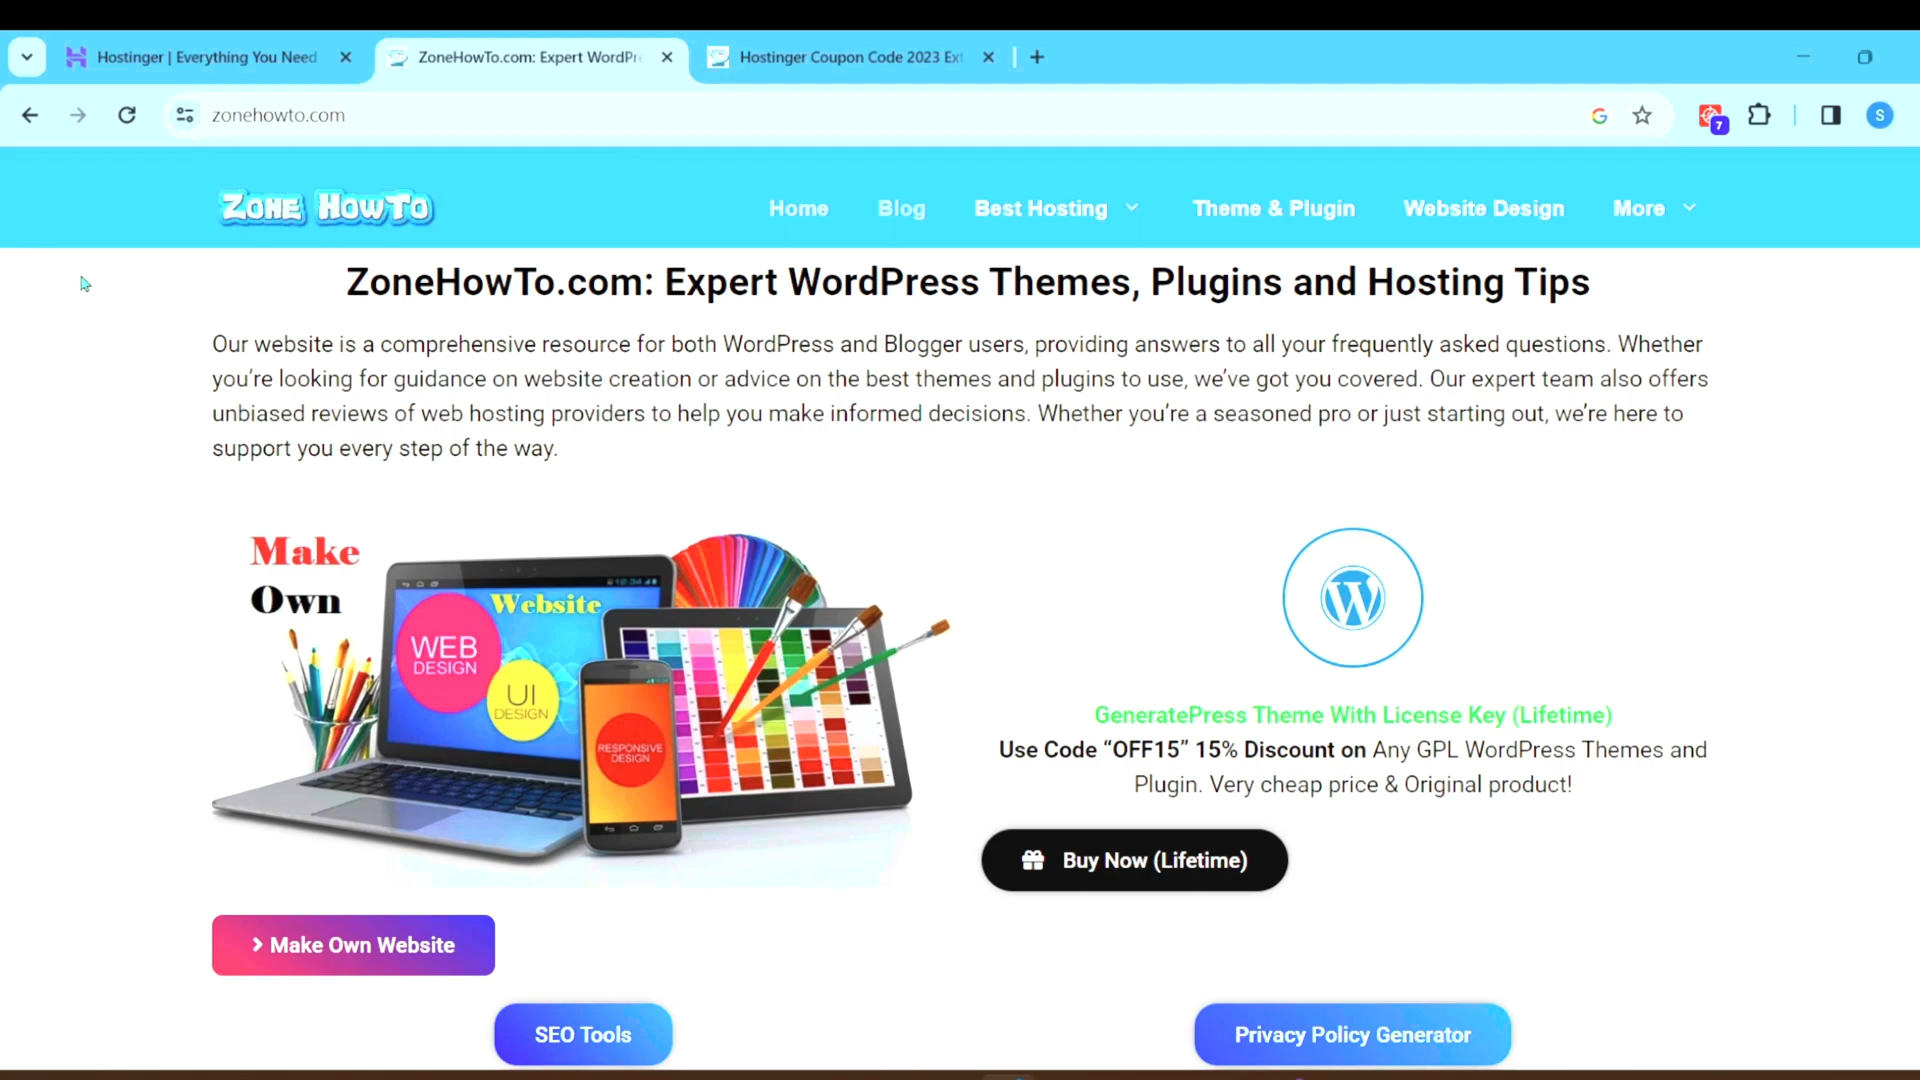 Hostinger | Everything You Need
ZoneHowTo.com: Expert WordPre
Hostinger Coupon Code 2023 Ext
zonehowto.com
7
S
Zone HowTo
Home
Blog
Best Hosting
Theme & Plugin
Website Design
More
ZoneHowTo.com: Expert WordPress Themes, Plugins and Hosting Tips
Our website is a comprehensive resource for both WordPress and Blogger users, providing answers to all your frequently asked questions. Whether
you’re looking for guidance on website creation or advice on the best themes and plugins to use, we’ve got you covered. Our expert team also offers
unbiased reviews of web hosting providers to help you make informed decisions. Whether you’re a seasoned pro or just starting out, we’re here to
support you every step of the way.
Make
Own
Website
WEB
DESIGN
UI
DESIGN
RESPONSIVE
DESIGN
GeneratePress Theme With License Key (Lifetime)
Use Code “OFF15” 15% Discount on Any GPL WordPress Themes and
Plugin. Very cheap price & Original product!
Buy Now (Lifetime)
Make Own Website
SEO Tools
Privacy Policy Generator